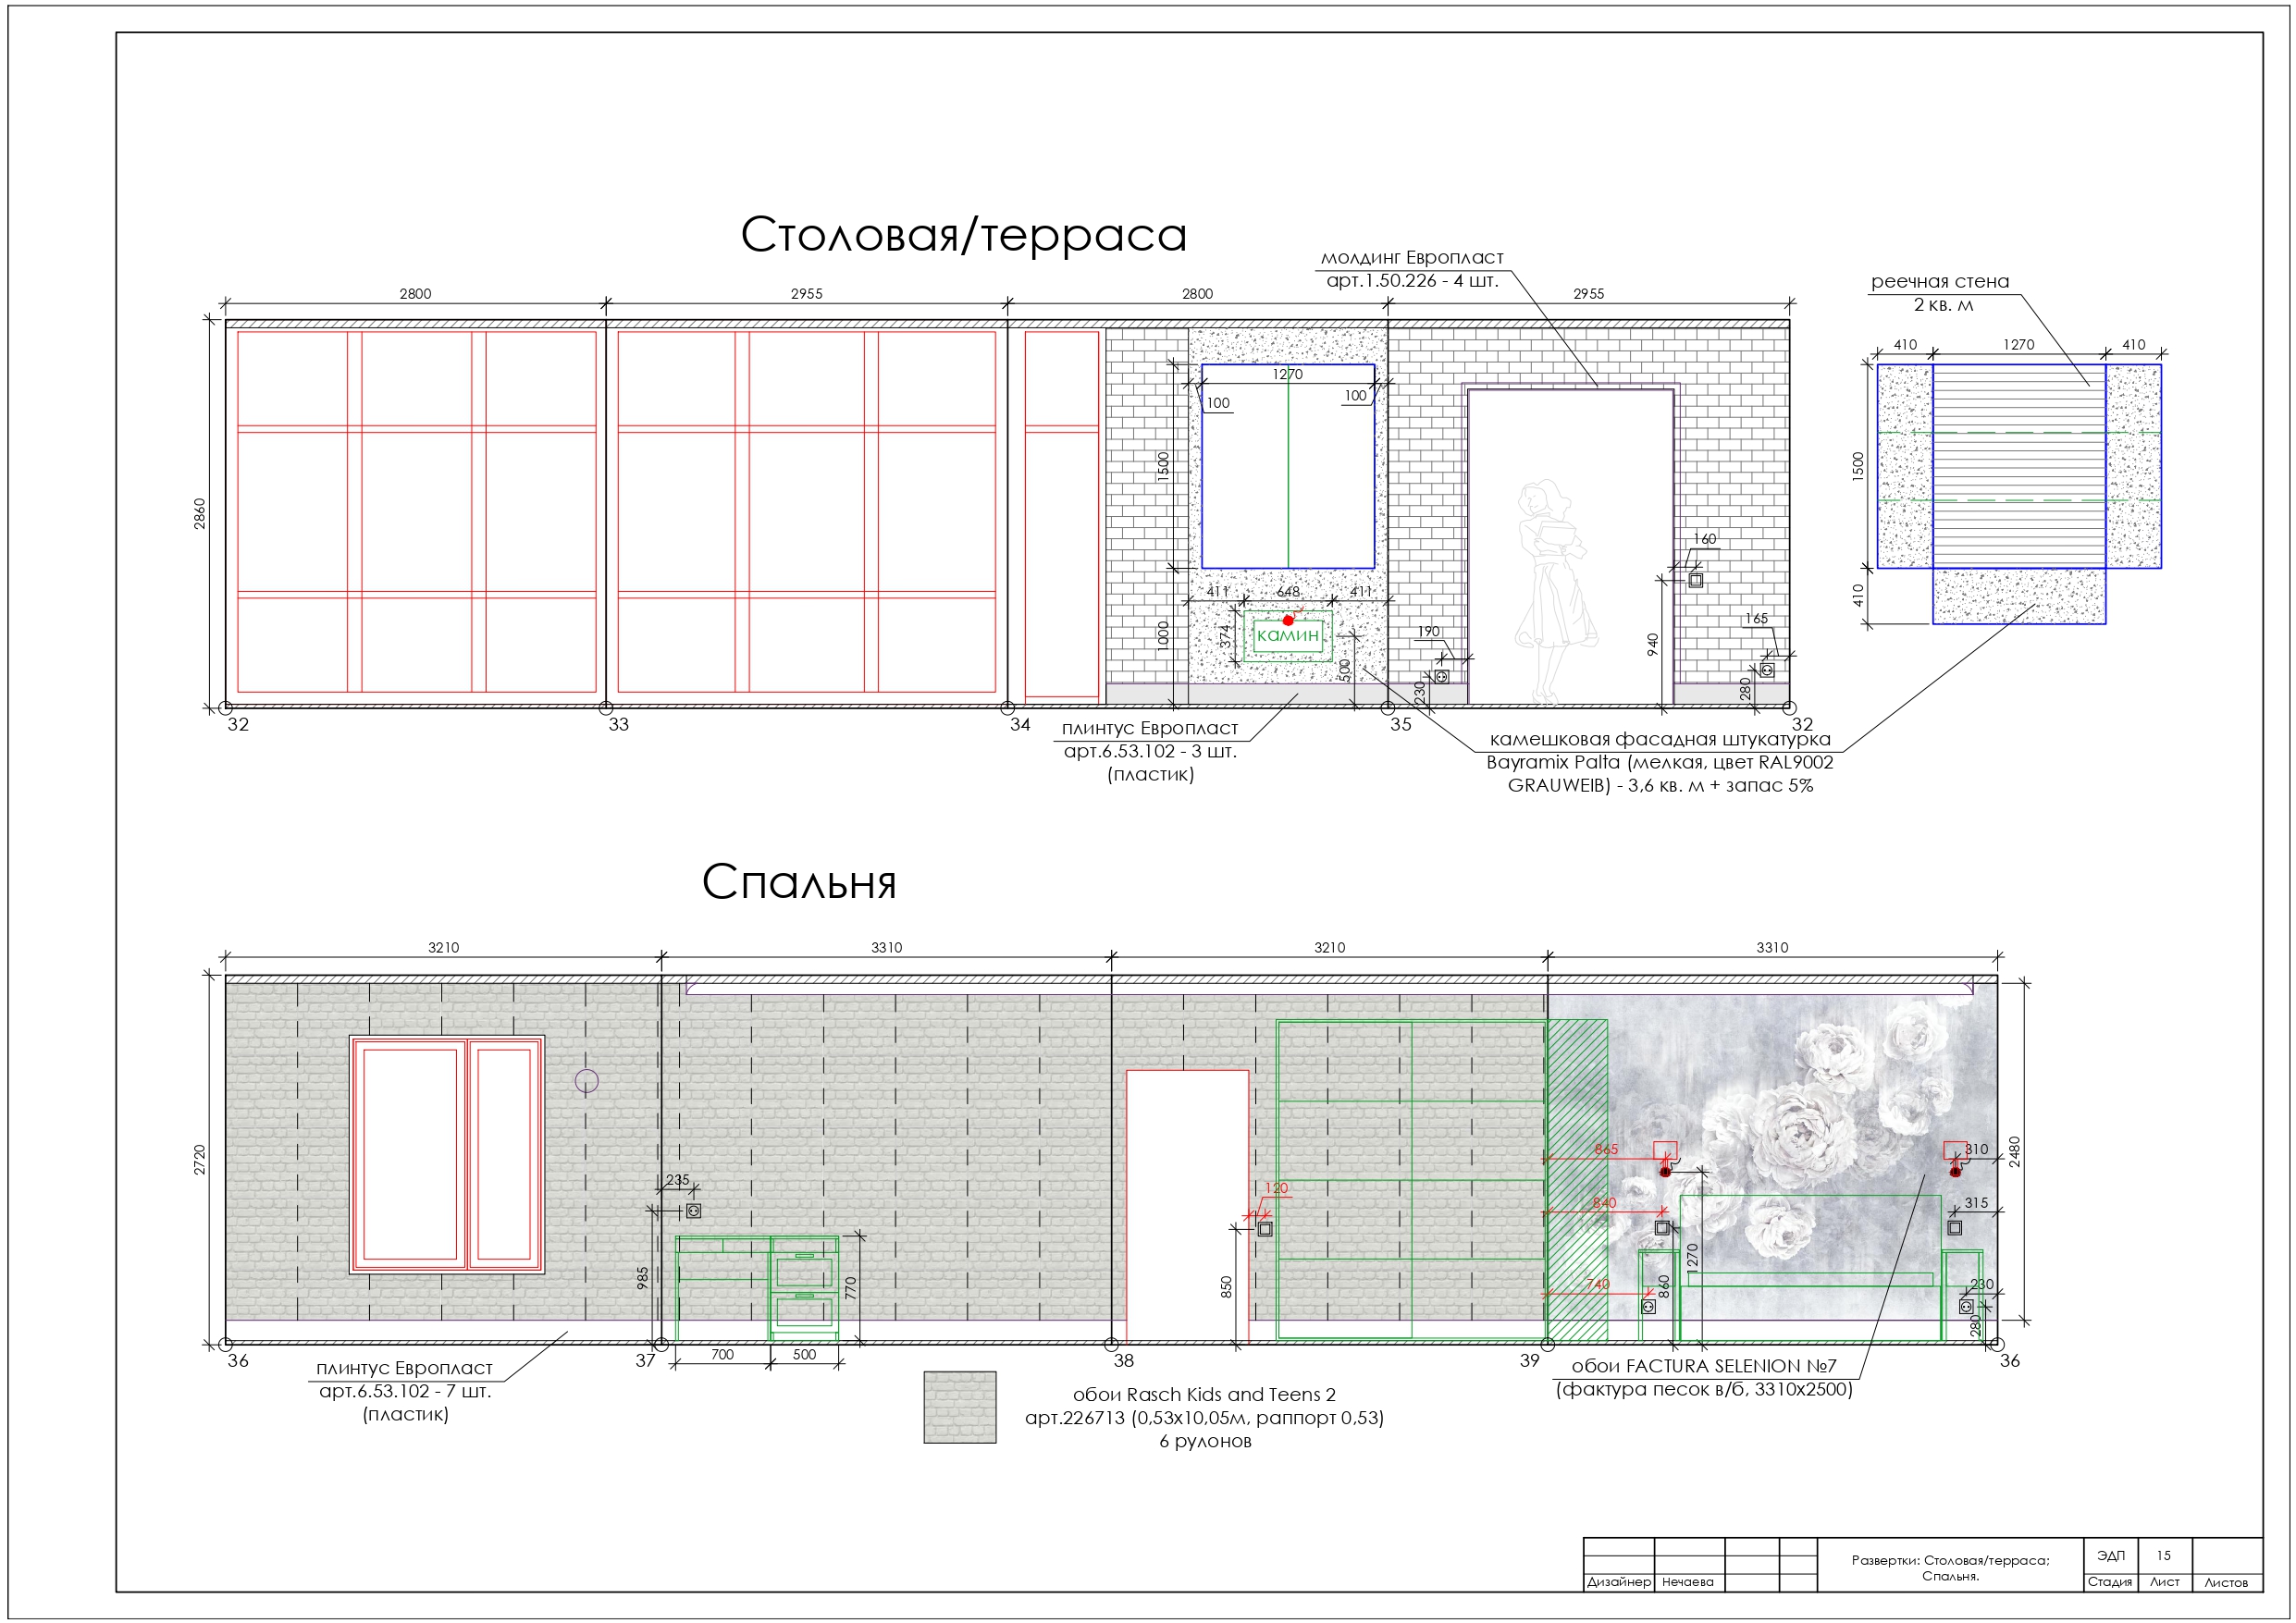 Столовая/терраса
молдинг Европласт
арт.1.50.226 - 4 шт.
реечная стена
2 кв. м
2800
2955
2800
2955
410
1270
410
1270
100
100
1500
1500
2860
160
411
648
411
410
165
190
1000
374
камин
500
940
230
280
32
33
34
35
32
плинтус Европласт
арт.6.53.102 - 3 шт.
(пластик)
камешковая фасадная штукатурка
Bayramix Palta (мелкая, цвет RAL9002
GRAUWEIB) - 3,6 кв. м + запас 5%
Спальня
3210
3310
3210
3310
2720
2480
865
310
235
120
840
315
985
770
850
1270
860
740
230
280
36
37
38
39
36
700
500
плинтус Европласт
арт.6.53.102 - 7 шт.
(пластик)
обои FACTURA SELENION №7
(фактура песок в/б, 3310х2500)
обои Rasch Kids and Teens 2
арт.226713 (0,53х10,05м, раппорт 0,53)
6 рулонов
Развертки: Столовая/терраса;
Спальня.
ЭДП
15
Дизайнер
Нечаева
Стадия
Лист
Листов